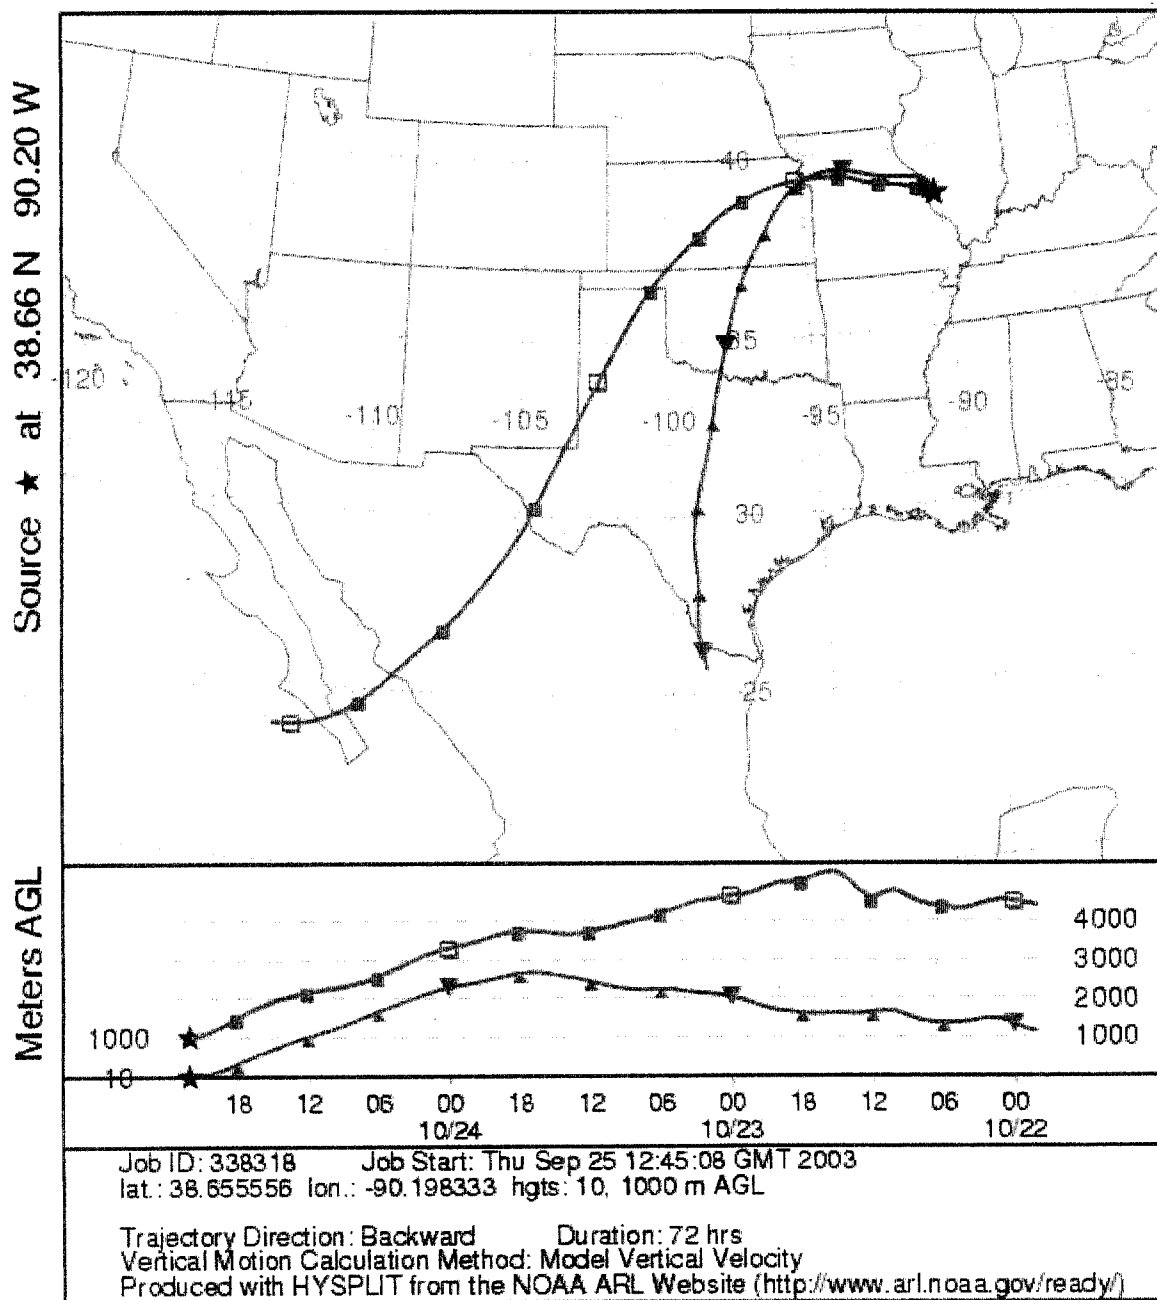 Source ★ at 38.66 N 90.20 W
40
35
-120
-115
-110
-105
-100
-95
-90
-85
30
25
Meters AGL
4000
3000
2000
1000
1000
10
18 12 06 00 18 12 06 00 18 12 06 00
10/24 10/23 10/22
Job ID: 338318 Job Start: Thu Sep 25 12:45:08 GMT 2003
lat.: 38.655556 lon.: -90.198333 hgts: 10, 1000 m AGL
Trajectory Direction: Backward Duration: 72 hrs
Vertical Motion Calculation Method: Model Vertical Velocity
Produced with HYSPLIT from the NOAA ARL Website (http://www.arl.noaa.gov/ready/)